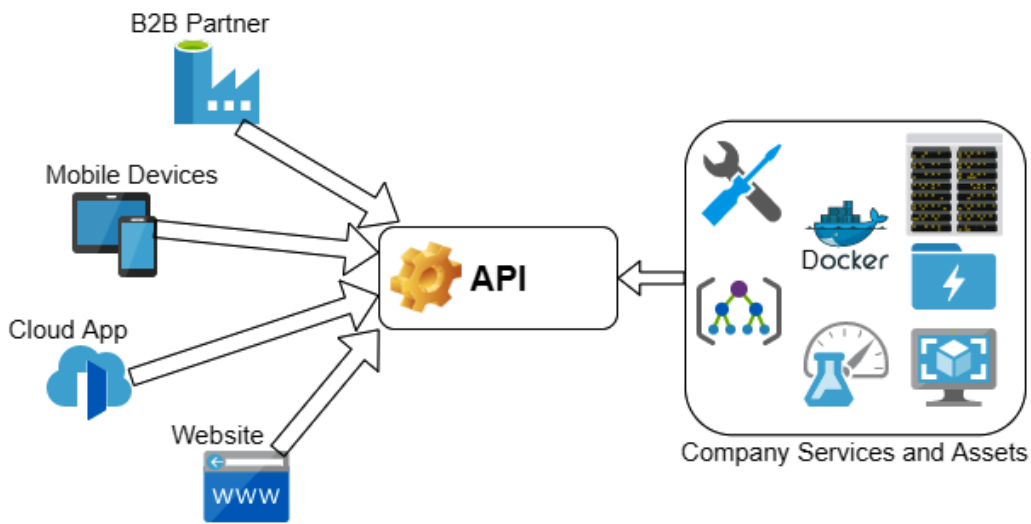 B2B Partner
Mobile Devices
Cloud App
Website
www
API
Docker
Company Services and Assets